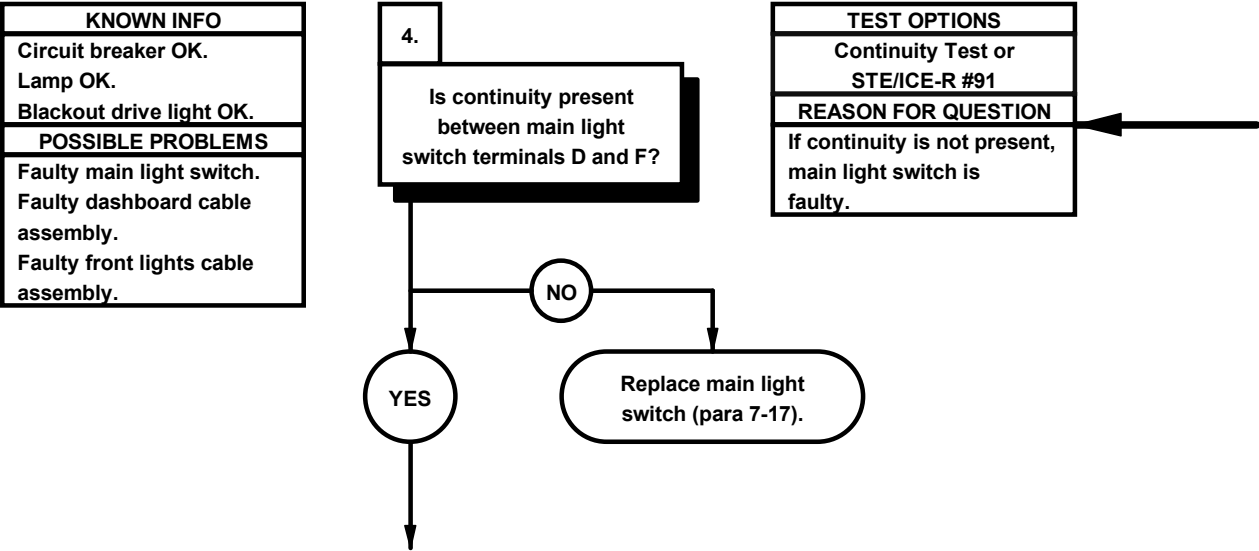 KNOWN INFO
Circuit breaker OK.
Lamp OK.
Blackout drive light OK.
POSSIBLE PROBLEMS
Faulty main light switch.
Faulty dashboard cable
assembly.
Faulty front lights cable
assembly.
4.
Is continuity present
between main light
switch terminals D and F?
TEST OPTIONS
Continuity Test or
STE/ICE-R #91
REASON FOR QUESTION
If continuity is not present,
main light switch is
faulty.
NO
YES
Replace main light
switch (para 7-17).